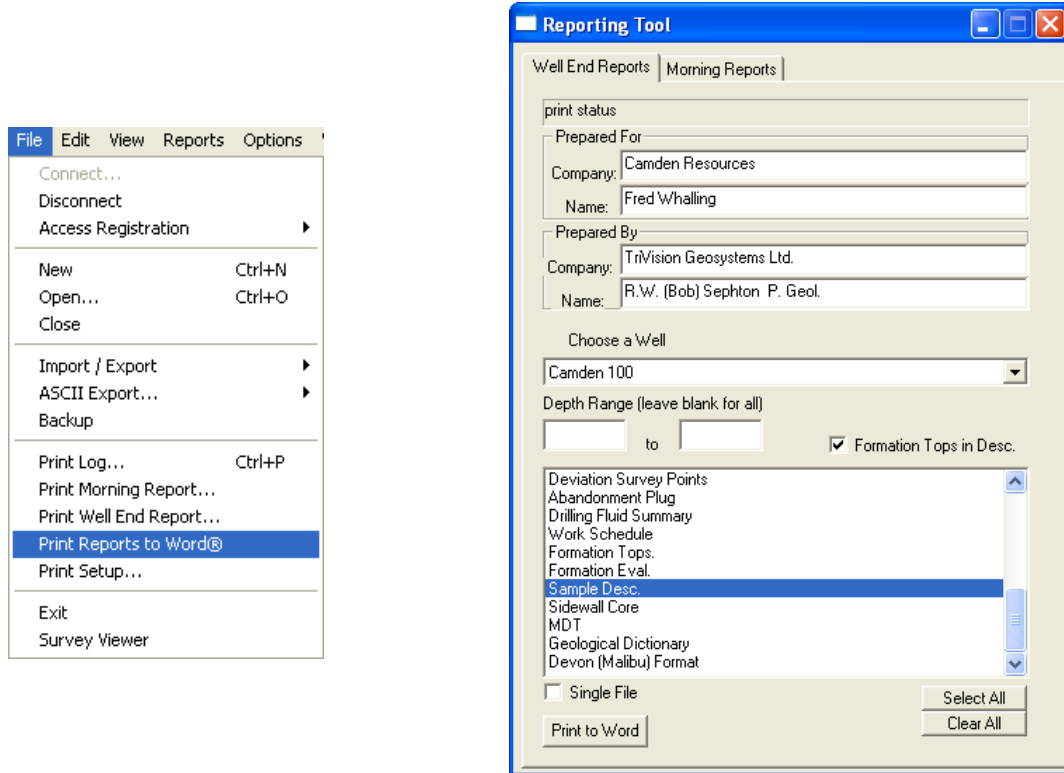 File Edit View Reports Options
Connect...
Disconnect
Access Registration
New Ctrl+N
Open... Ctrl+O
Close
Import / Export
ASCII Export...
Backup
Print Log... Ctrl+P
Print Morning Report...
Print Well End Report...
Print Reports to Word®
Print Setup...
Exit
Survey Viewer
Reporting Tool
Well End Reports Morning Reports
print status
Prepared For
Company: Camden Resources
Name: Fred Whalling
Prepared By
Company: TriVision Geosystems Ltd.
Name: R.W. (Bob) Sephton P. Geol.
Choose a Well
Camden 100
Depth Range (leave blank for all)
to Formation Tops in Desc.
Deviation Survey Points
Abandonment Plug
Drilling Fluid Summary
Work Schedule
Formation Tops.
Formation Eval.
Sample Desc.
Sidewall Core
MDT
Geological Dictionary
Devon (Malibu) Format
Single File Select All
Print to Word Clear All